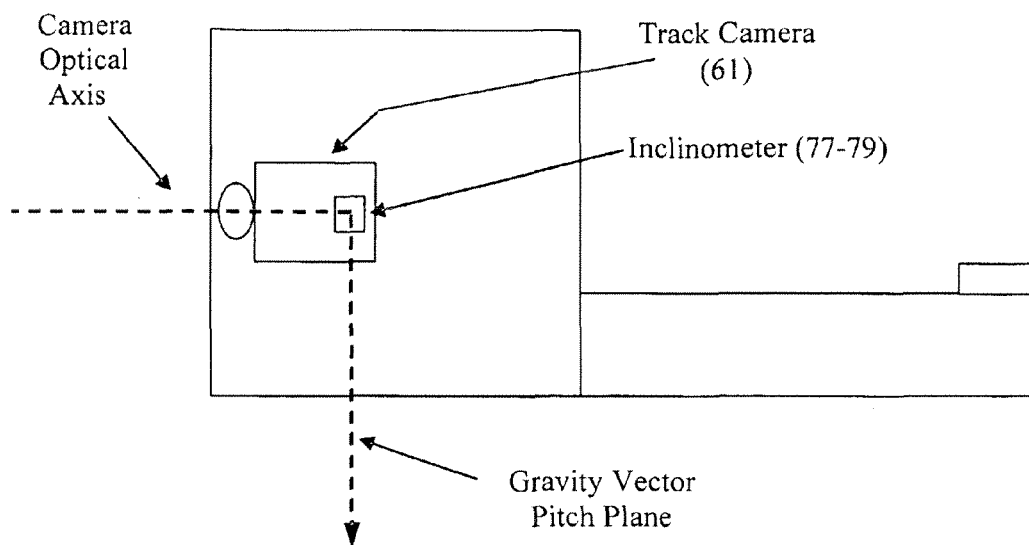 Camera
Optical
Axis
Track Camera
(61)
Inclinometer (77-79)
Gravity Vector
Pitch Plane